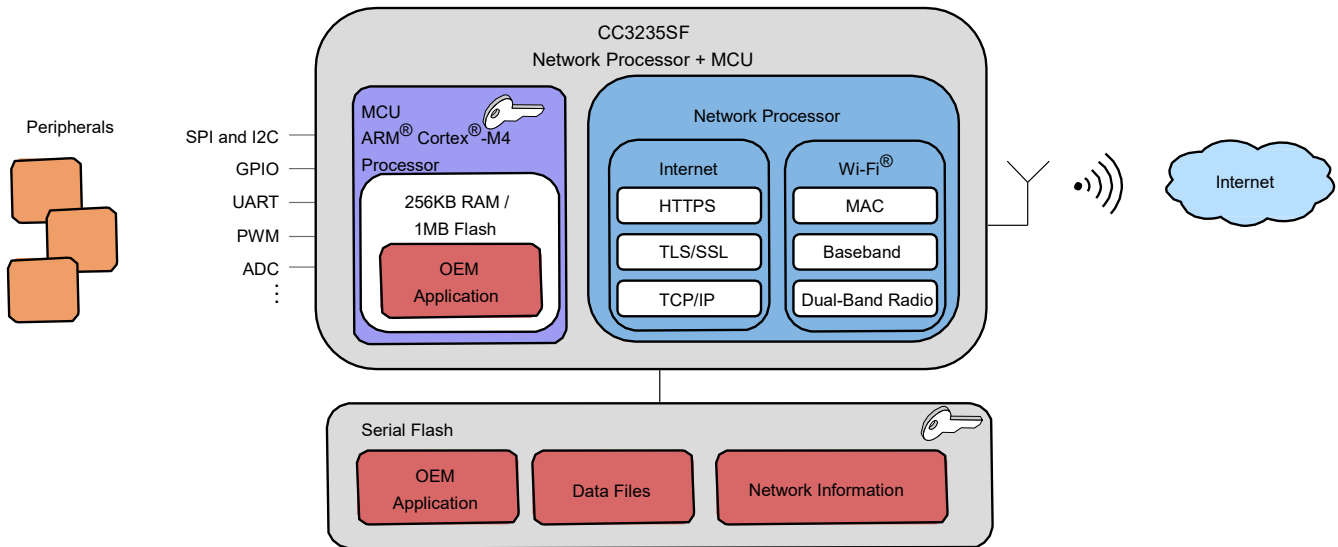 CC3235SF
Network Processor + MCU
Peripherals
SPI and I2C
GPIO
UART
PWM
ADC
⋮
MCU
ARM® Cortex®-M4
Processor
256KB RAM /
1MB Flash
OEM
Application
Network Processor
Internet
HTTPS
TLS/SSL
TCP/IP
Wi-Fi®
MAC
Baseband
Dual-Band Radio
Internet
Serial Flash
OEM
Application
Data Files
Network Information